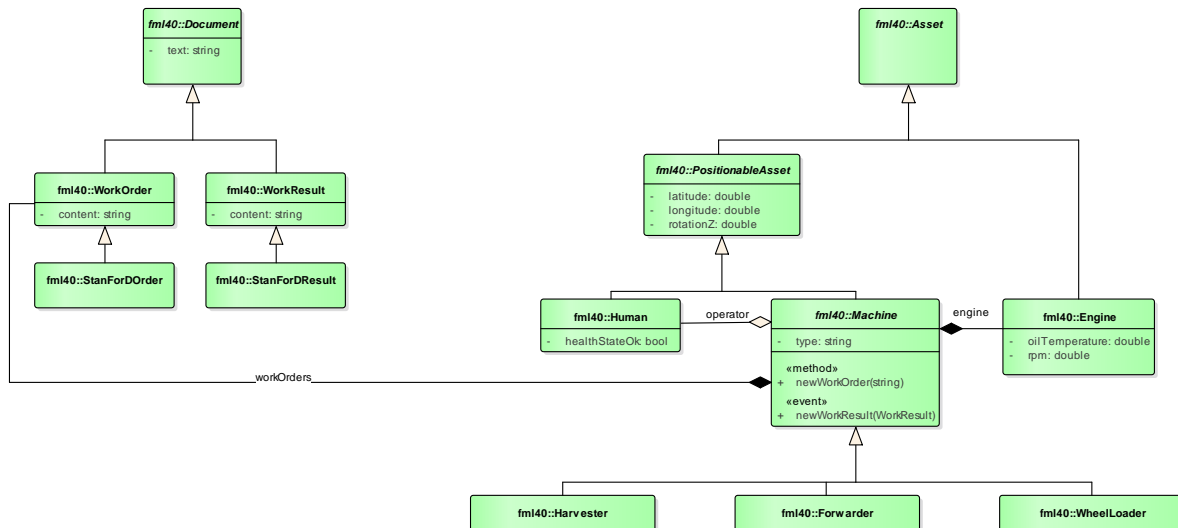 fml40::Document
- text: string
fml40::Asset
fml40::WorkOrder
- content: string
fml40::WorkResult
- content: string
fml40::StanForDOrder
fml40::StanForDResult
fml40::PositionableAsset
- latitude: double
- longitude: double
- rotationZ: double
fml40::Human
- healthStateOk: bool
operator
fml40::Machine
- type: string
«method»
+ newWorkOrder(string)
«event»
+ newWorkResult(WorkResult)
engine
fml40::Engine
- oilTemperature: double
- rpm: double
workOrders
fml40::Harvester
fml40::Forwarder
fml40::WheelLoader